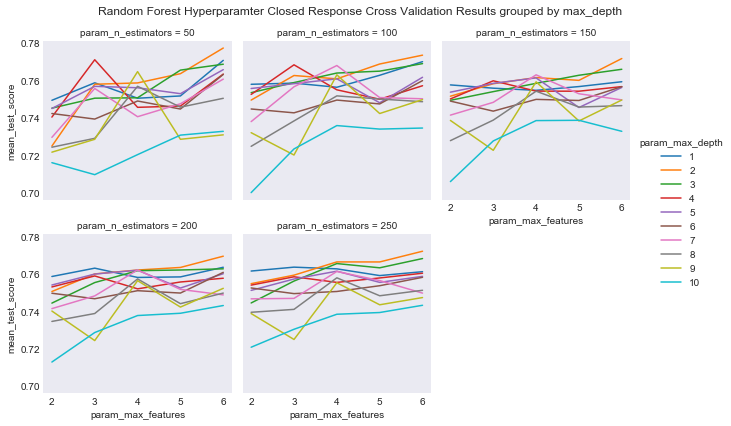 Random Forest Hyperparamter Closed Response Cross Validation Results grouped by max_depth
param_n_estimators = 50
param_n_estimators = 100
param_n_estimators = 150
mean_test_score
0.78
0.76
0.74
0.72
0.70
2 3 4 5 6
param_max_features
param_max_depth
1
2
3
4
5
6
7
8
9
10
param_n_estimators = 200
param_n_estimators = 250
mean_test_score
0.78
0.76
0.74
0.72
0.70
2 3 4 5 6
param_max_features
2 3 4 5 6
param_max_features